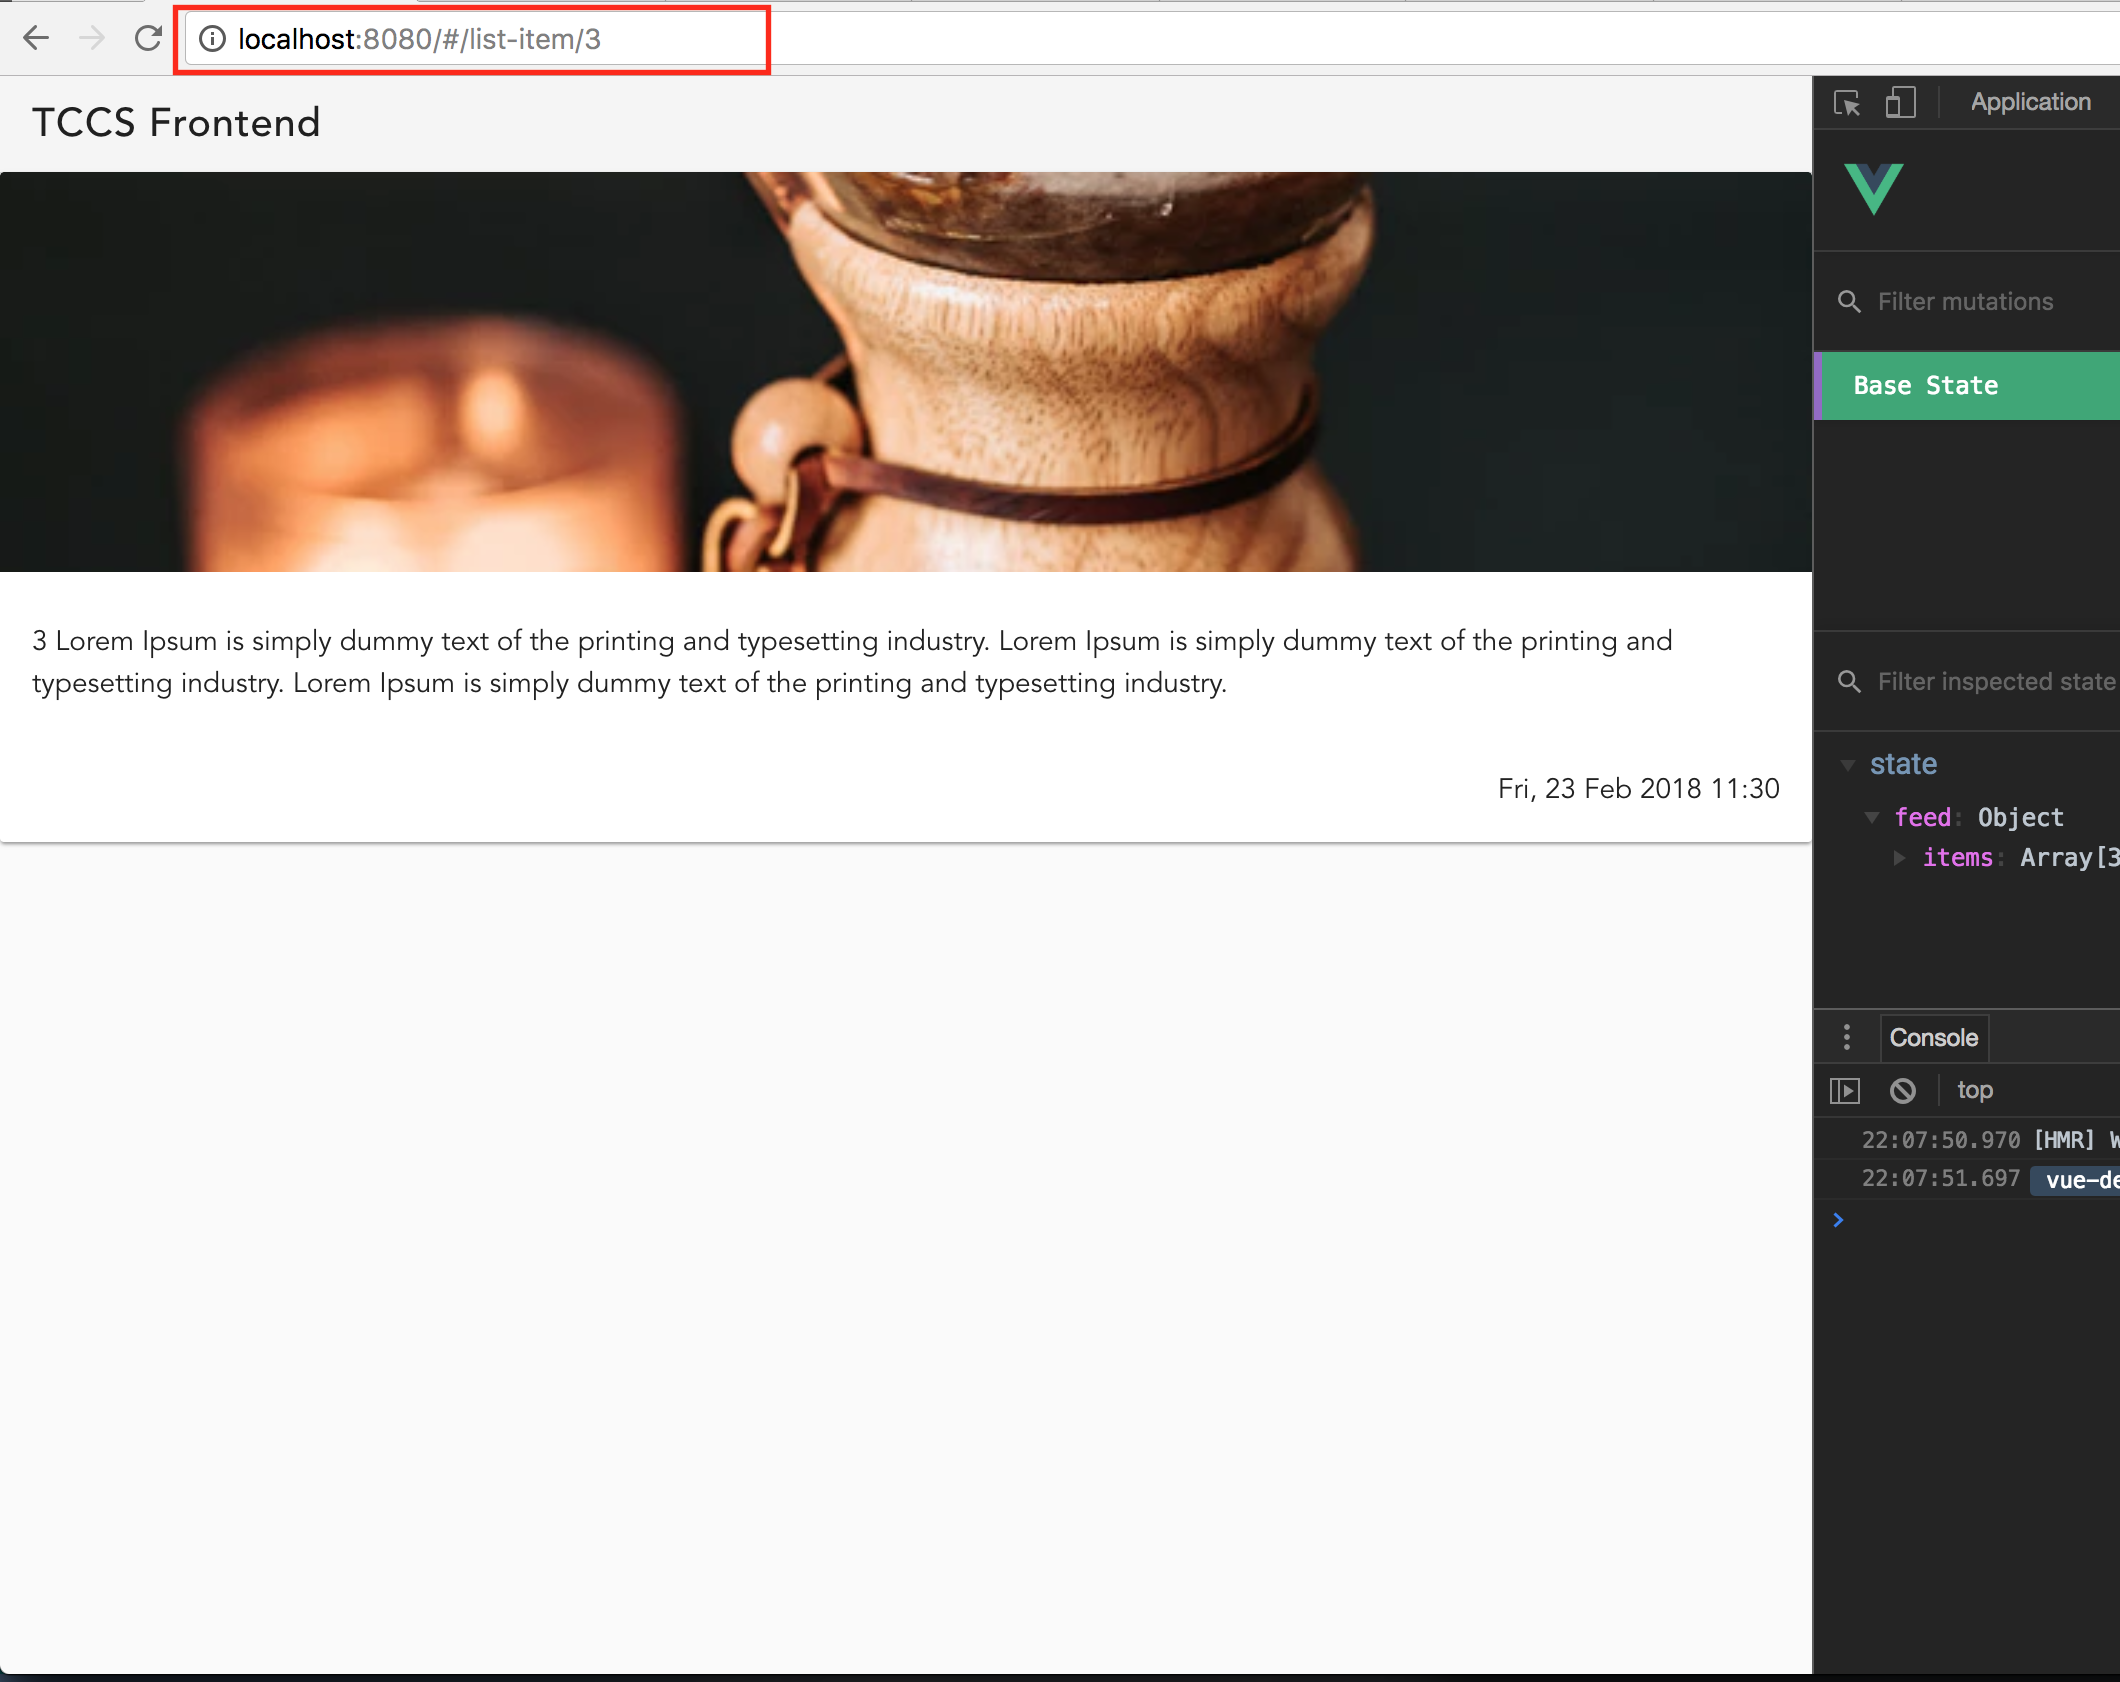 localhost:8080/#/list-item/3
TCCS Frontend
3 Lorem Ipsum is simply dummy text of the printing and typesetting industry. Lorem Ipsum is simply dummy text of the printing and
typesetting industry. Lorem Ipsum is simply dummy text of the printing and typesetting industry.
Fri, 23 Feb 2018 11:30
Application
Filter mutations
Base State
Filter inspected state
state
feed: Object
items: Array[3
Console
top
22:07:50.970 [HMR] W
22:07:51.697 vue-de